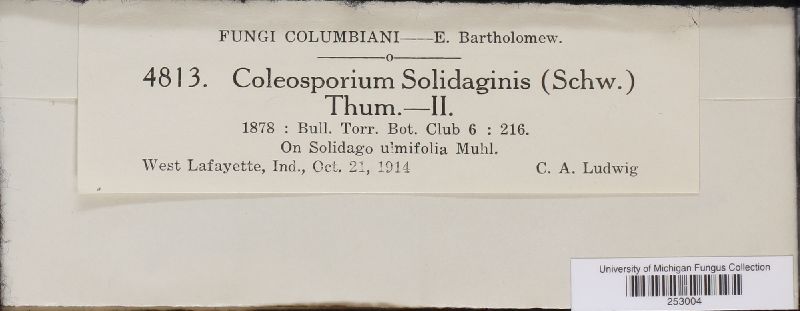 FUNGI COLUMBIANI——E. Bartholomew.
4813. Coleosporium Solidaginis (Schw.)
Thum.—II.
1878 : Bull. Torr. Bot. Club 6 : 216.
On Solidago ulmifolia Muhl.
West Lafayette, Ind., Oct. 21, 1914 C. A. Ludwig
University of Michigan Fungus Collection
253004